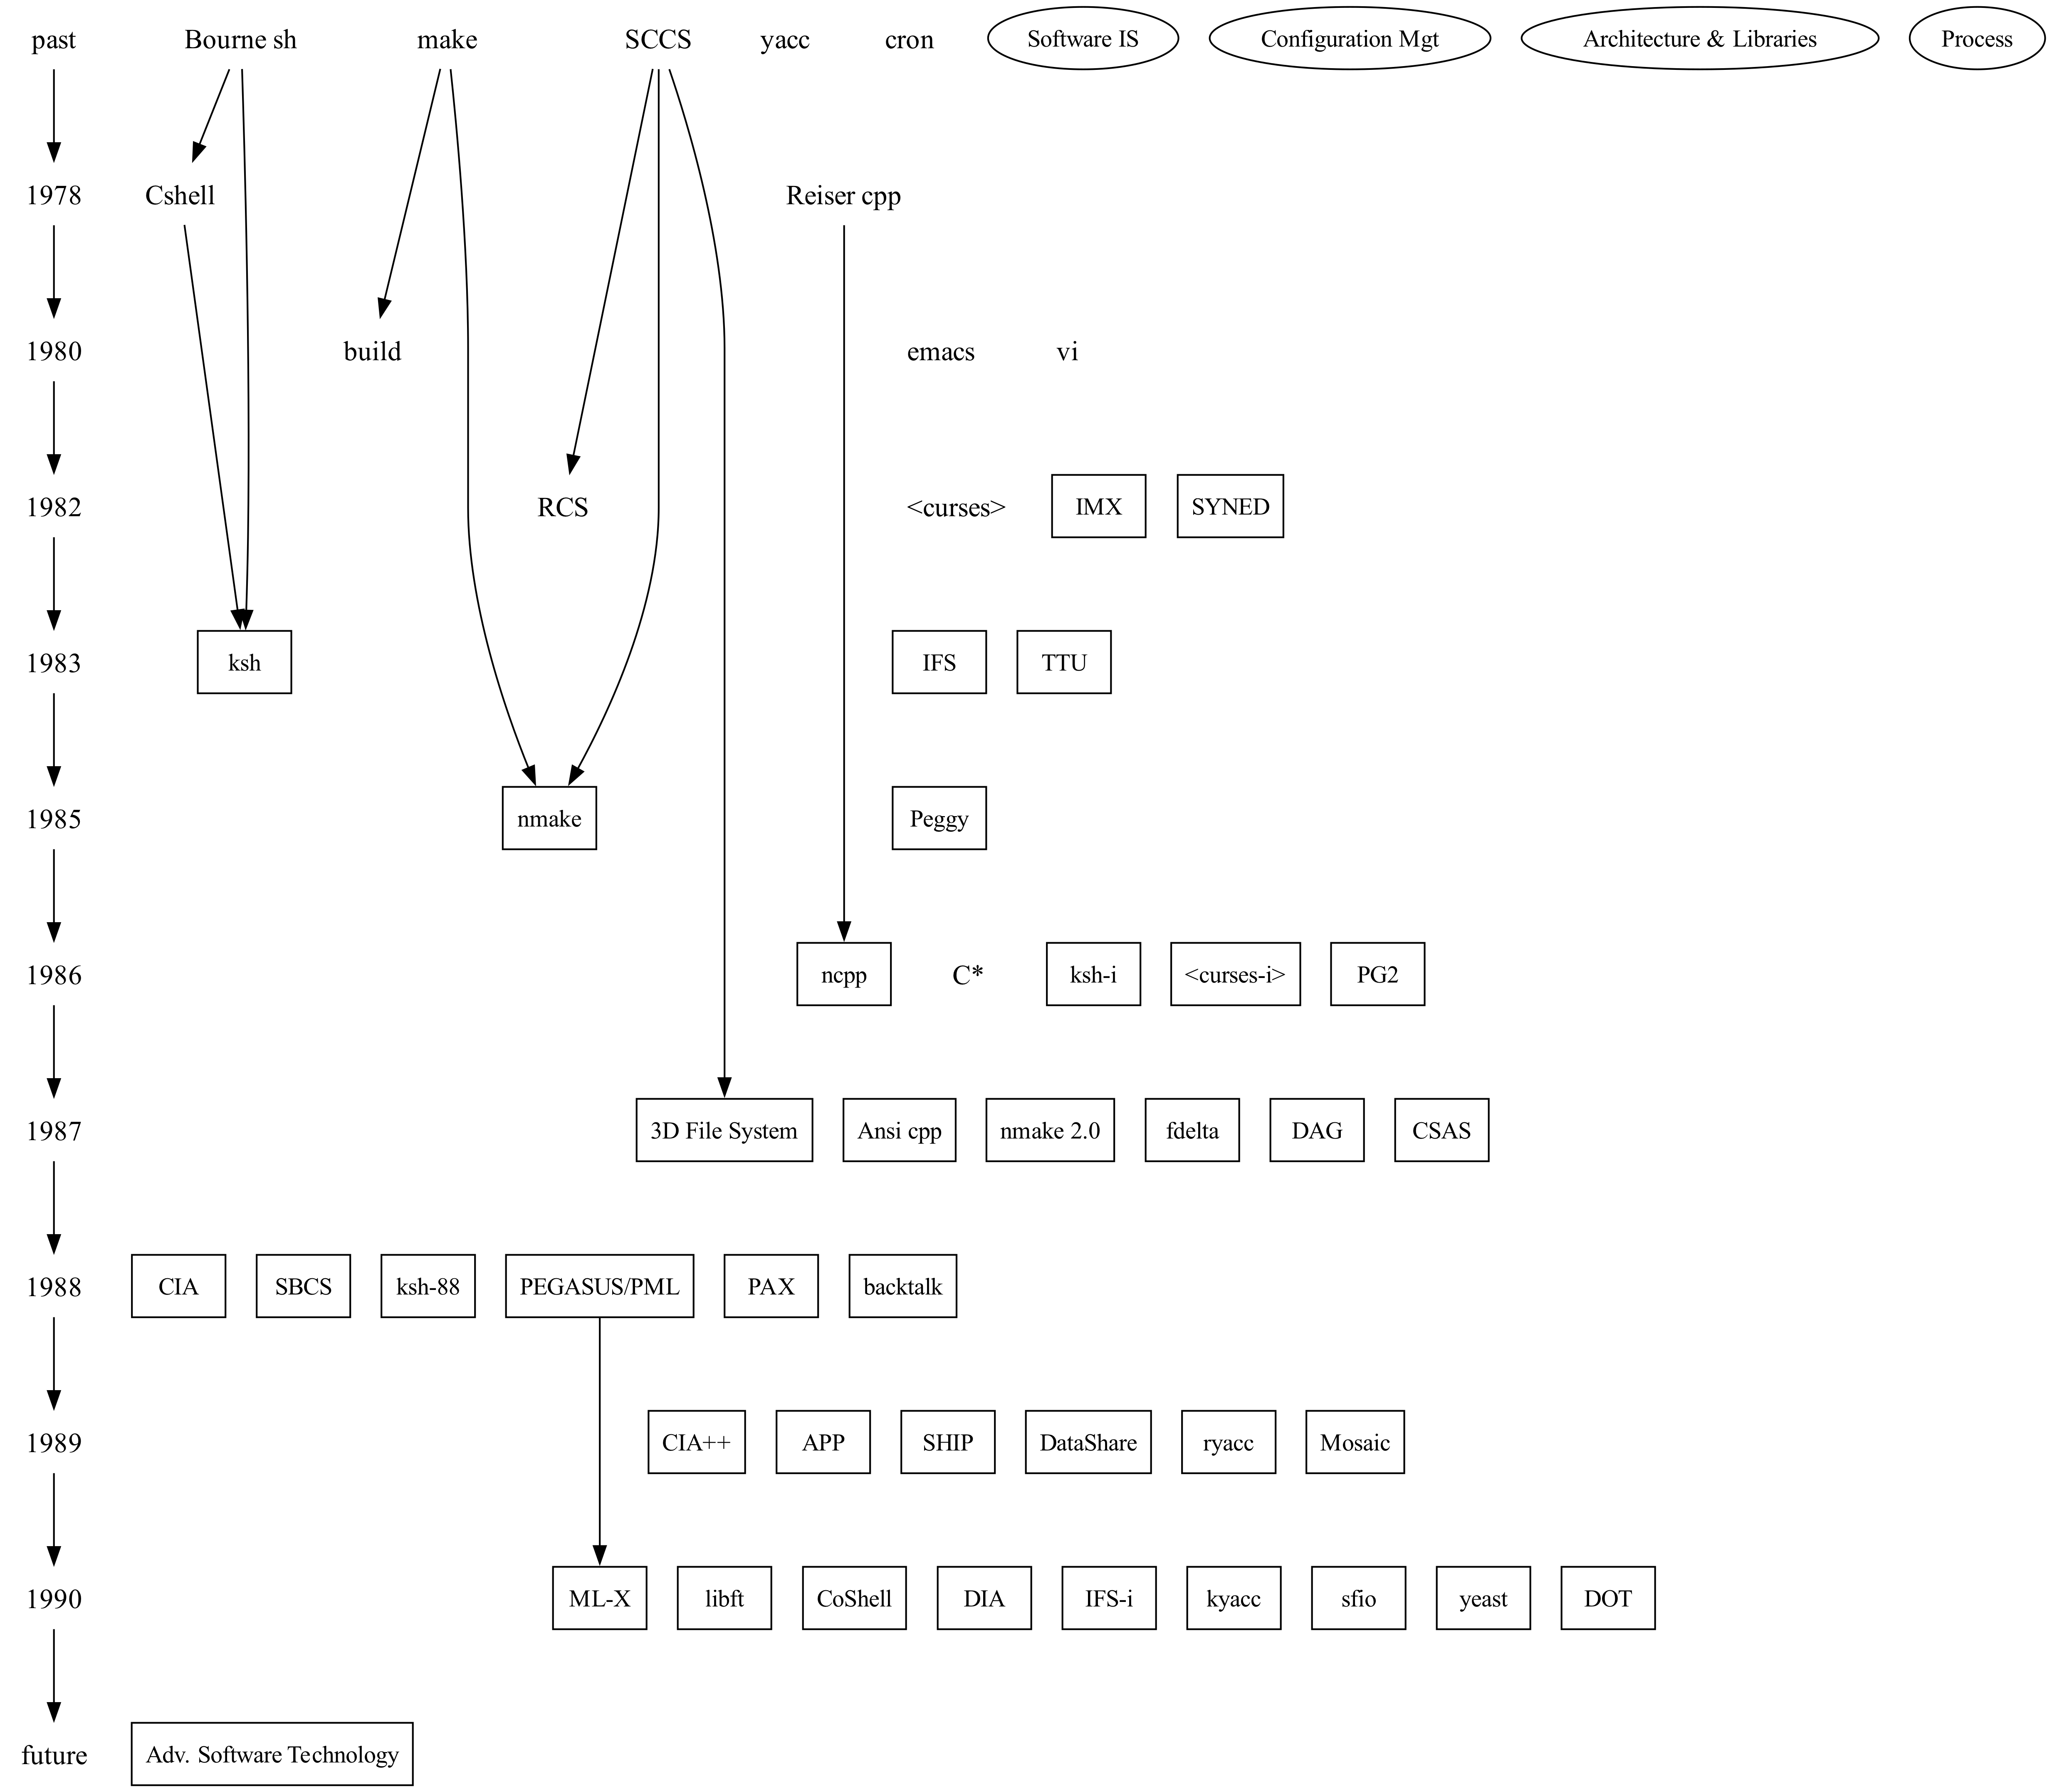 past Bourne sh make SCCS yacc cron Software IS Configuration Mgt Architecture & Libraries Process
1978 Cshell Reiser cpp
1980 build emacs vi
1982 RCS <curses> IMX SYNED
1983 ksh IFS TTU
1985 nmake Peggy
1986 ncpp C* ksh-i <curses-i> PG2
1987 3D File System Ansi cpp nmake 2.0 fdelta DAG CSAS
1988 CIA SBCS ksh-88 PEGASUS/PML PAX backtalk
1989 CIA++ APP SHIP DataShare ryacc Mosaic
1990 ML-X libft CoShell DIA IFS-i kyacc sfio yeast DOT
future Adv. Software Technology